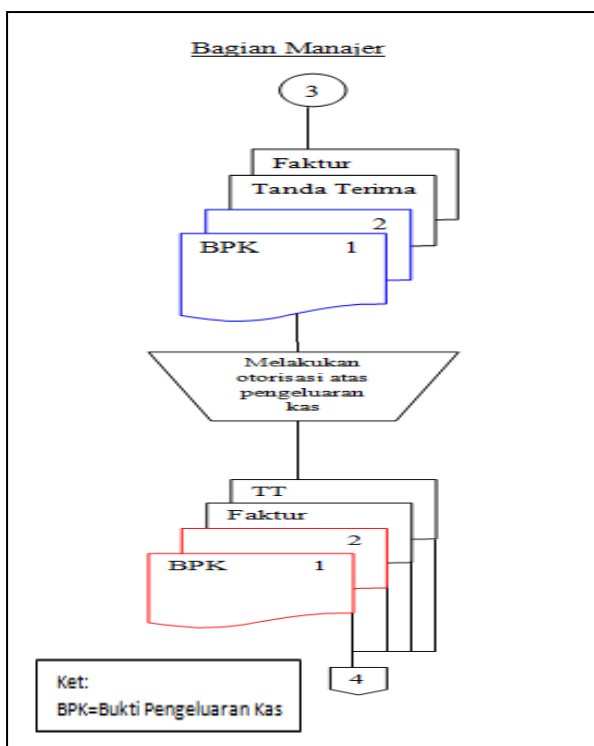 Bagian Manajer
3
Faktur
Tanda Terima
2
BPK 1
Melakukan
otorisasi atas
pengeluaran
kas
TT
Faktur
2
BPK 1
4
Ket:
BPK=Bukti Pengeluaran Kas